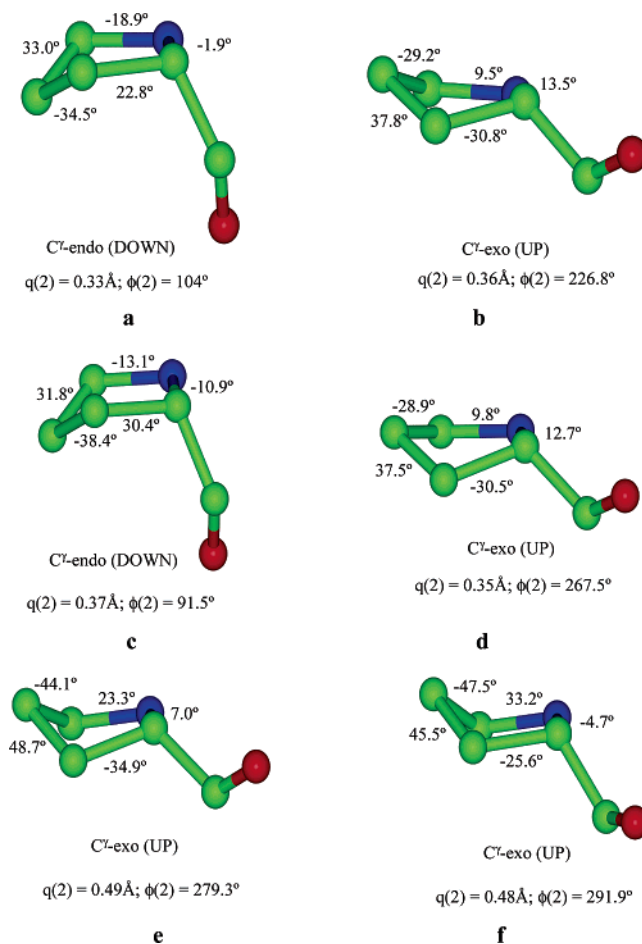 -18.9º
-1.9º
33.0º
22.8º
-34.5º
Cγ-endo (DOWN)
q(2) = 0.33Å; ϕ(2) = 104º
a
-29.2º
9.5º
13.5º
37.8º
-30.8º
Cγ-exo (UP)
q(2) = 0.36Å; ϕ(2) = 226.8º
b
-13.1º
-10.9º
31.8º
30.4º
-38.4º
Cγ-endo (DOWN)
q(2) = 0.37Å; ϕ(2) = 91.5º
c
-28.9º
9.8º
12.7º
37.5º
-30.5º
Cγ-exo (UP)
q(2) = 0.35Å; ϕ(2) = 267.5º
d
-44.1º
23.3º
7.0º
48.7º
-34.9º
Cγ-exo (UP)
q(2) = 0.49Å; ϕ(2) = 279.3º
e
-47.5º
33.2º
-4.7º
45.5º
-25.6º
Cγ-exo (UP)
q(2) = 0.48Å; ϕ(2) = 291.9º
f